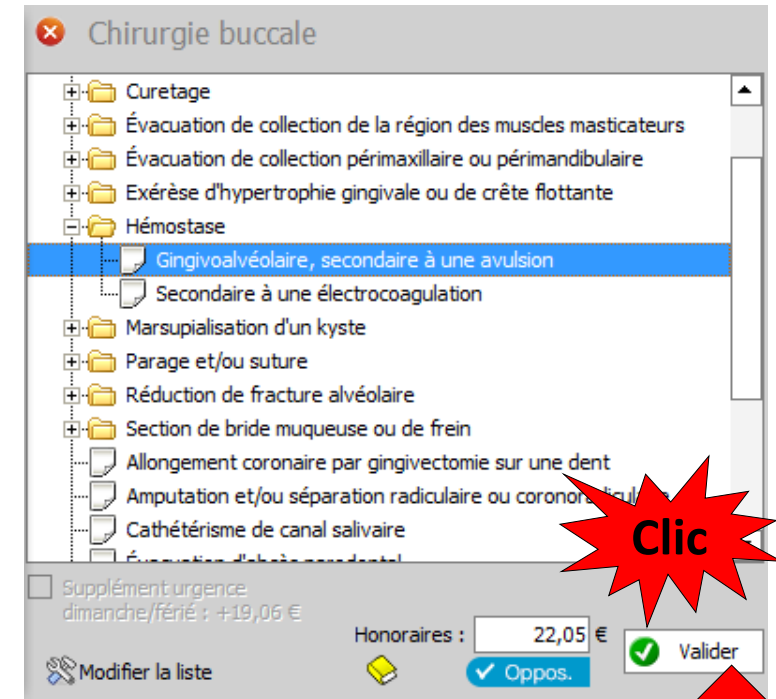 Chirurgie buccale
Curetage
Évacuation de collection de la région des muscles masticateurs
Évacuation de collection périmaxillaire ou périmandibulaire
Exérèse d'hypertrophie gingivale ou de crête flottante
Hémostase
Gingivoalvéolaire, secondaire à une avulsion
Secondaire à une électrocoagulation
Marsupialisation d'un kyste
Parage et/ou suture
Réduction de fracture alvéolaire
Section de bride muqueuse ou de frein
Allongement coronaire par gingivectomie sur une dent
Amputation et/ou séparation radiculaire ou coronoradiculaire
Cathétérisme de canal salivaire
Évacuation d'abcès parodontal
Clic
Supplément urgence
dimanche/férié : +19,06 €
Honoraires : 22,05 €
Valider
Modifier la liste
Oppos.